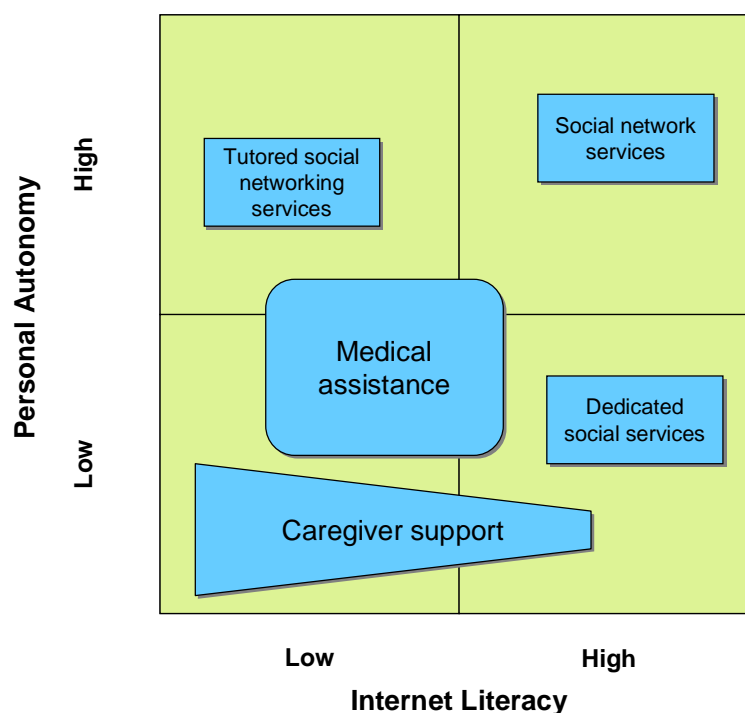 Personal Autonomy
High
Low
Tutored social
networking
services
Social network
services
Medical
assistance
Dedicated
social services
Caregiver support
Low
High
Internet Literacy